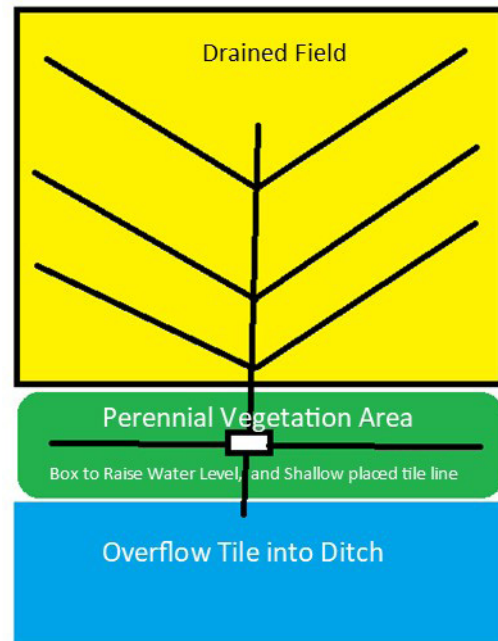 Drained Field
Perennial Vegetation Area
Box to Raise Water Level, and Shallow placed tile line
Overflow Tile into Ditch